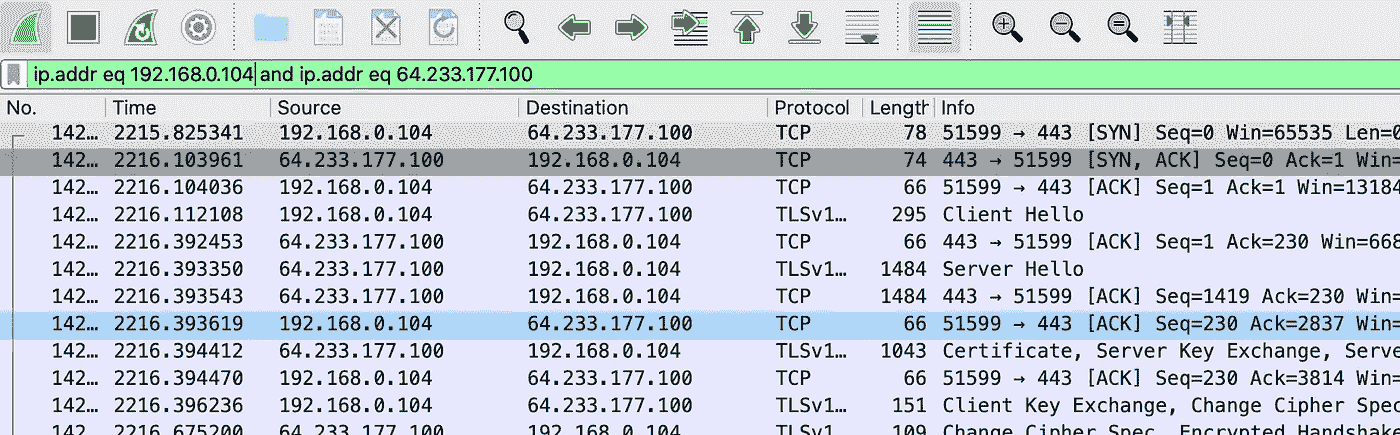 ip.addr eq 192.168.0.104 and ip.addr eq 64.233.177.100
No. Time Source Destination Protocol Length Info
142… 2215.825341 192.168.0.104 64.233.177.100 TCP 78 51599 → 443 [SYN] Seq=0 Win=65535 Len=0
142… 2216.103961 64.233.177.100 192.168.0.104 TCP 74 443 → 51599 [SYN, ACK] Seq=0 Ack=1 Win=
142… 2216.104036 192.168.0.104 64.233.177.100 TCP 66 51599 → 443 [ACK] Seq=1 Ack=1 Win=13184
142… 2216.112108 192.168.0.104 64.233.177.100 TLSv1… 295 Client Hello
142… 2216.392453 64.233.177.100 192.168.0.104 TCP 66 443 → 51599 [ACK] Seq=1 Ack=230 Win=668
142… 2216.393350 64.233.177.100 192.168.0.104 TLSv1… 1484 Server Hello
142… 2216.393543 64.233.177.100 192.168.0.104 TCP 1484 443 → 51599 [ACK] Seq=1419 Ack=230 Win=
142… 2216.393619 192.168.0.104 64.233.177.100 TCP 66 51599 → 443 [ACK] Seq=230 Ack=2837 Win=
142… 2216.394412 64.233.177.100 192.168.0.104 TLSv1… 1043 Certificate, Server Key Exchange, Serve
142… 2216.394470 192.168.0.104 64.233.177.100 TCP 66 51599 → 443 [ACK] Seq=230 Ack=3814 Win=
142… 2216.396236 192.168.0.104 64.233.177.100 TLSv1… 151 Client Key Exchange, Change Cipher Spec
142… 2216.675200 64.233.177.100 192.168.0.104 TLSv1… 109 Change Cipher Spec, Encrypted Handshake